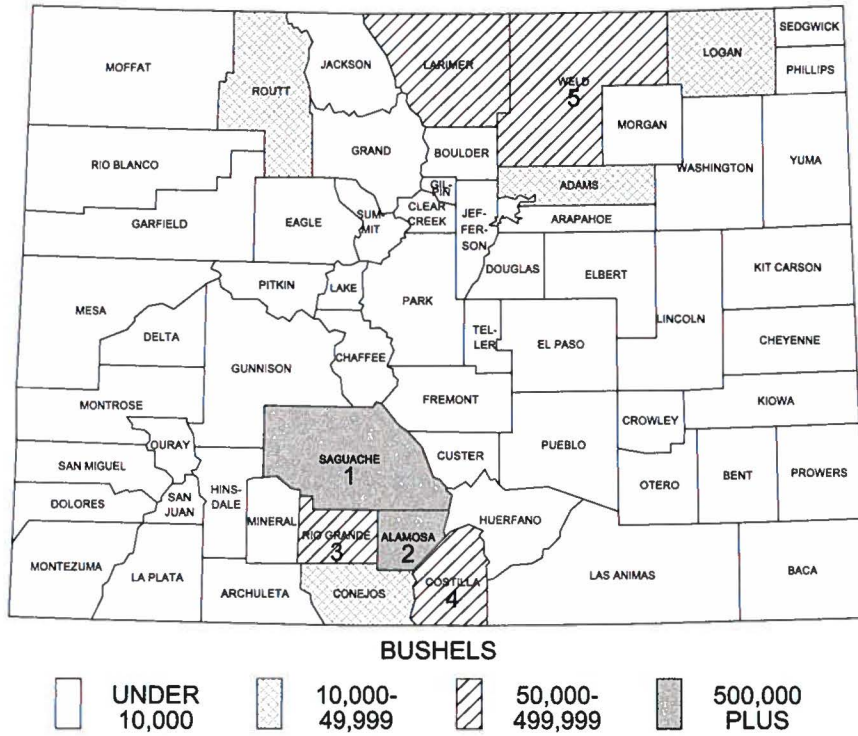 SEDGWICK
MOFFAT
JACKSON
LARIMER
WELD
5
LOGAN
ROUTT
PHILLIPS
MORGAN
RIO BLANCO
GRAND
BOULDER
WASHINGTON
YUMA
GIL-
PIN
ADAMS
GARFIELD
EAGLE
SUM-
MIT
CLEAR
CREEK
JEF-
FER-
SON
ARAPAHOE
DOUGLAS
ELBERT
KIT CARSON
PITKIN
LAKE
PARK
MESA
LINCOLN
DELTA
TEL-
LER
EL PASO
CHEYENNE
GUNNISON
CHAFFEE
FREMONT
MONTROSE
CROWLEY
KIOWA
OURAY
SAGUACHE
1
CUSTER
PUEBLO
SAN MIGUEL
HINS-
DALE
OTERO
BENT
PROWERS
DOLORES
SAN
JUAN
MINERAL
RIO GRANDE
3
ALAMOSA
2
HUERFANO
MONTEZUMA
LA PLATA
ARCHULETA
CONEJOS
COSTILLA
4
LAS ANIMAS
BACA
BUSHELS
UNDER
10,000
10,000-
49,999
50,000-
499,999
500,000
PLUS